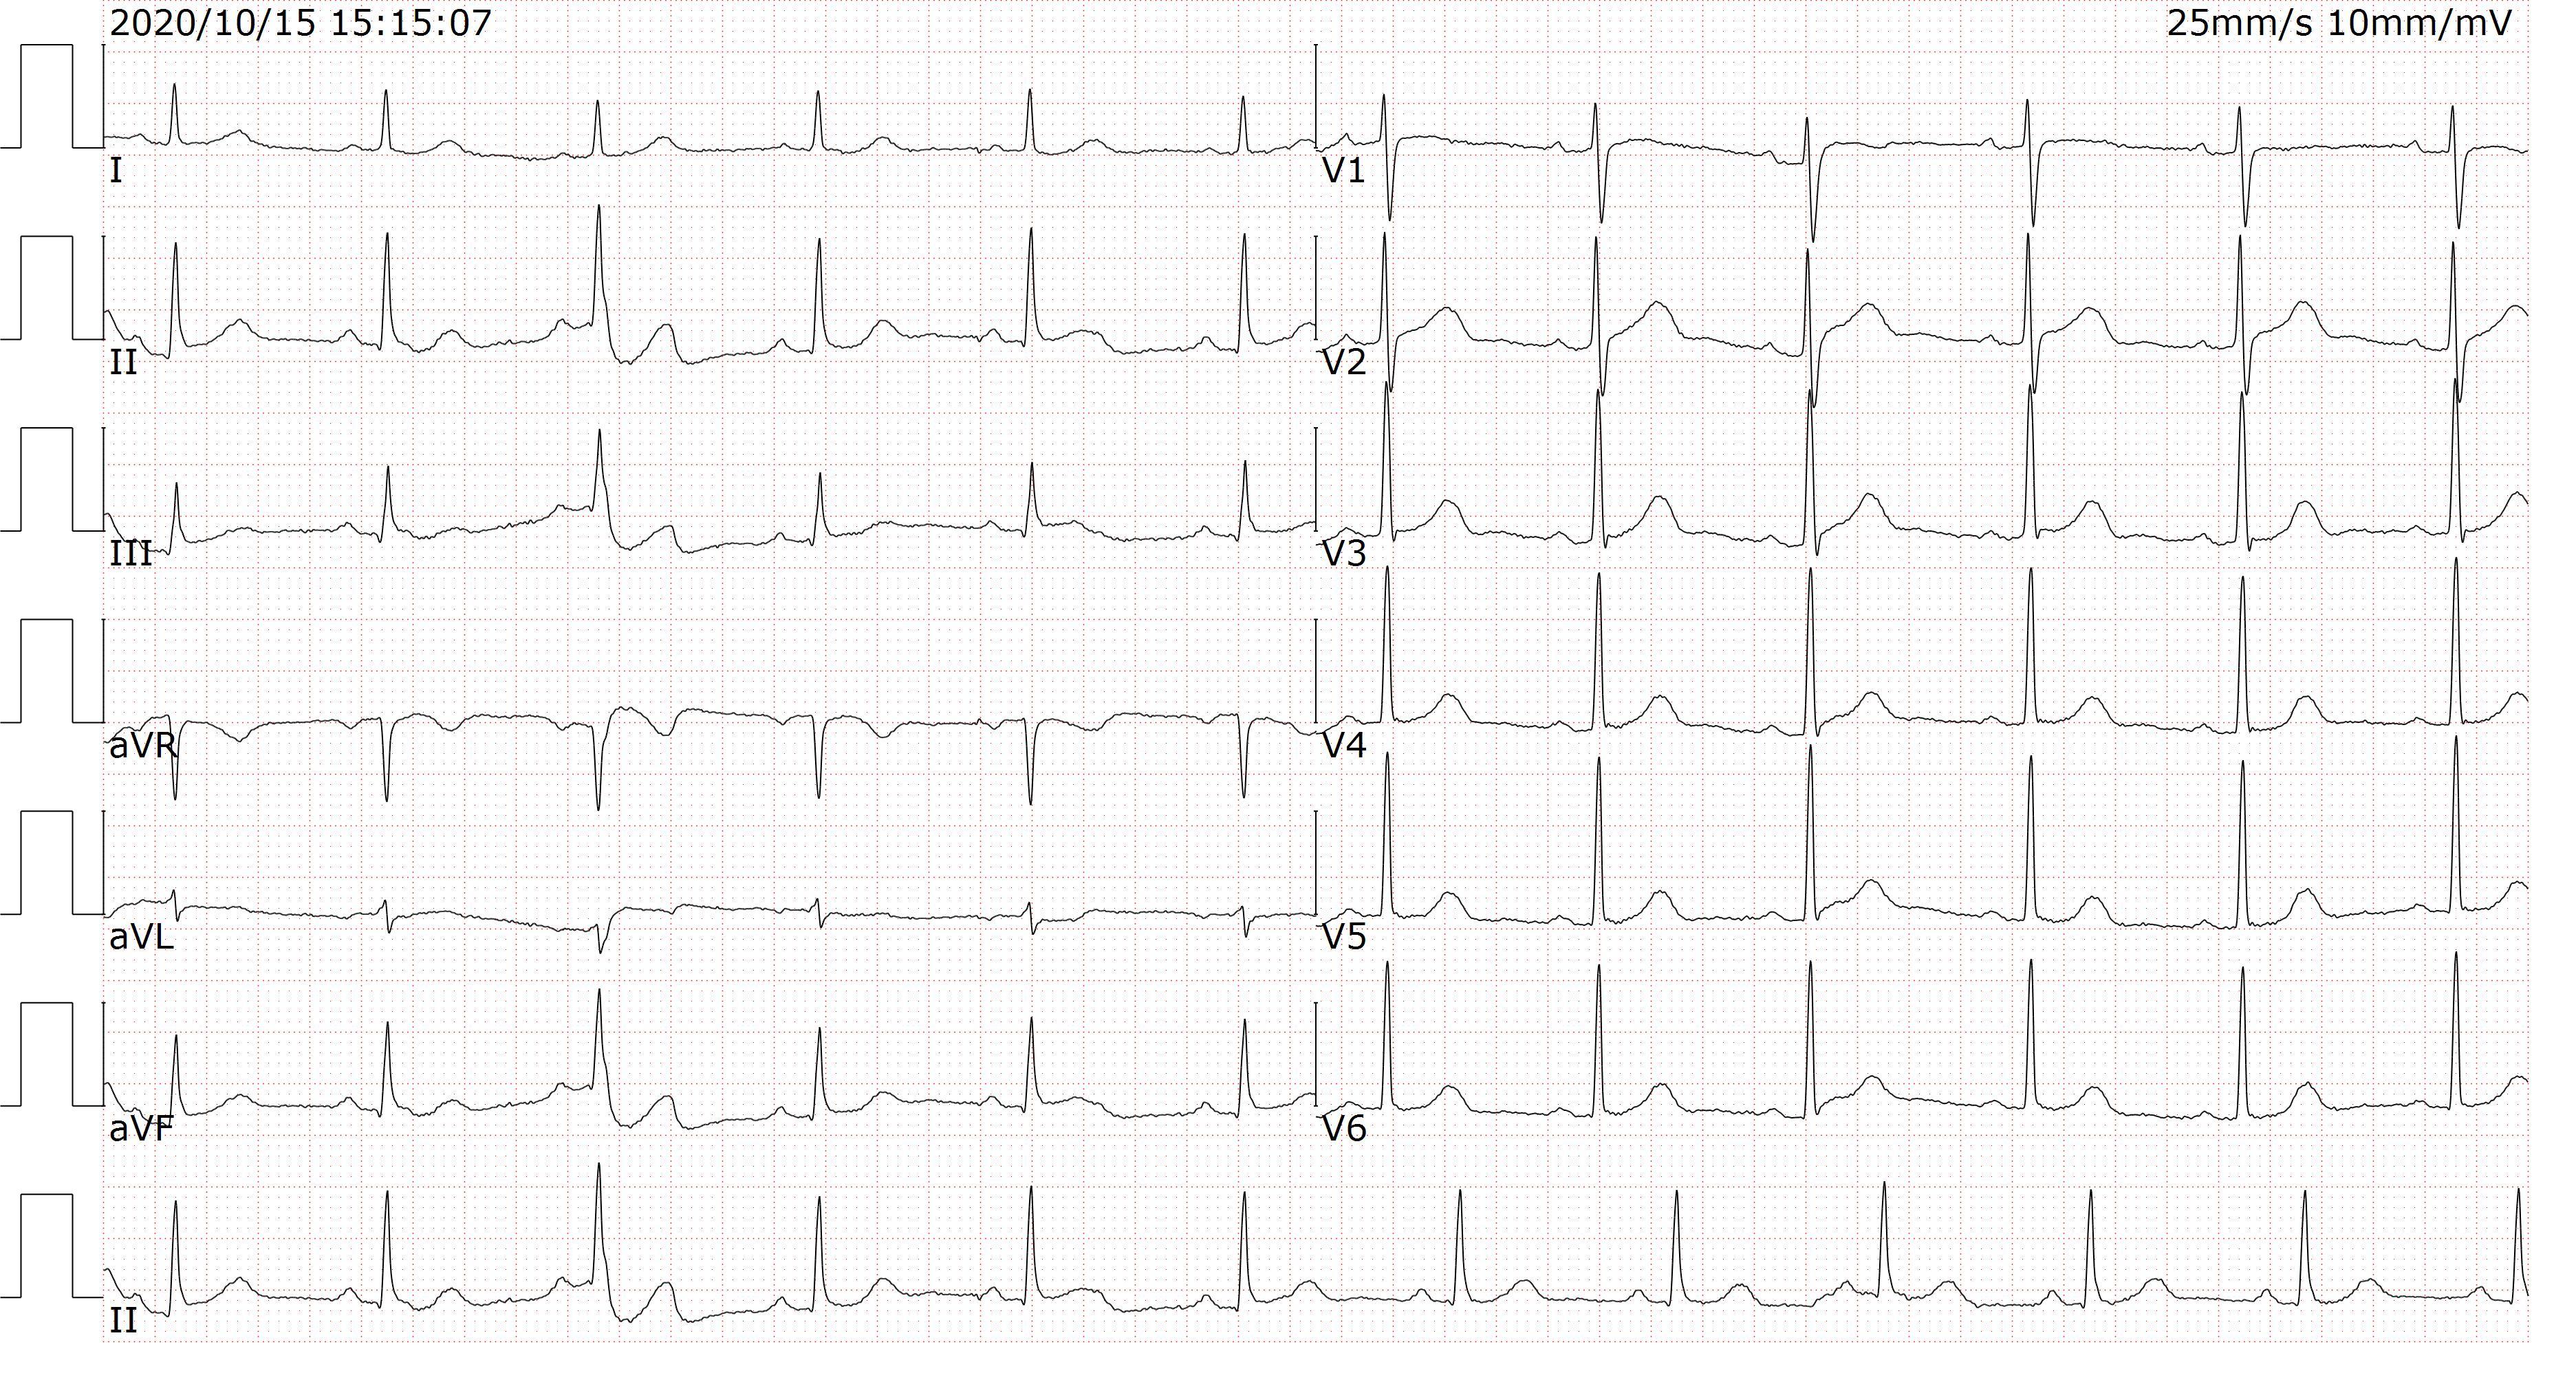 2020/10/15 15:15:07
25mm/s 10mm/mV
I
V1
II
V2
III
V3
aVR
V4
aVL
V5
aVF
V6
II